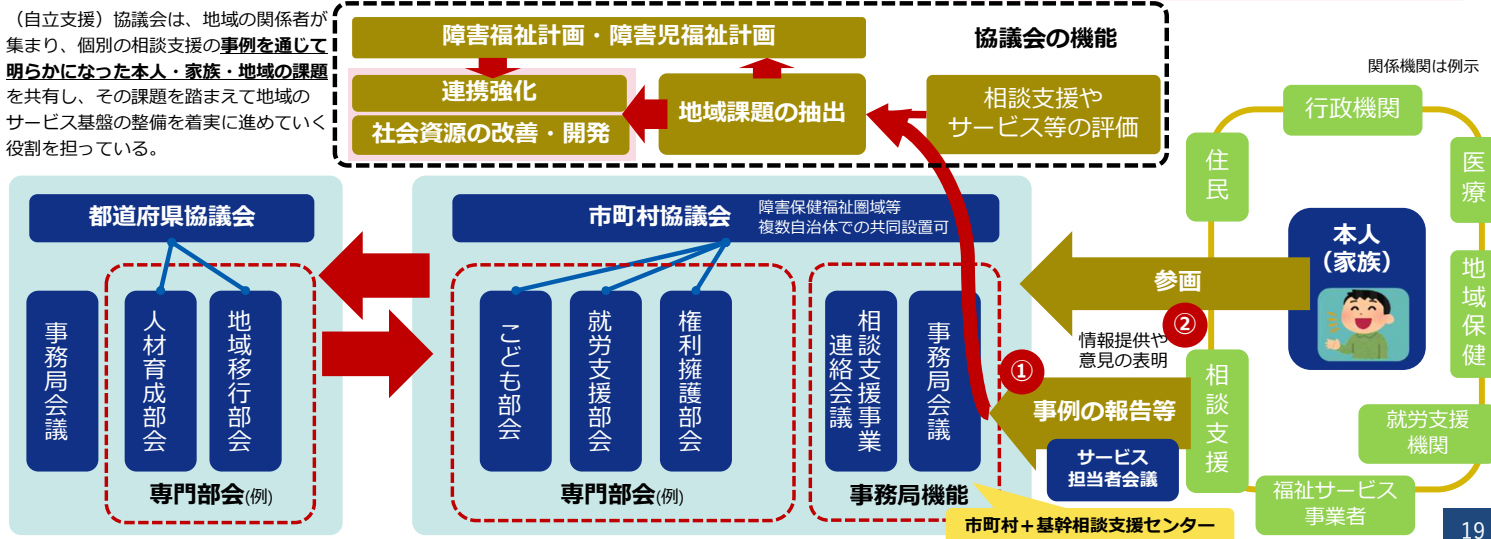 （自立支援）協議会は、地域の関係者が
集まり、個別の相談支援の事例を通じて
明らかになった本人・家族・地域の課題
を共有し、その課題を踏まえて地域の
サービス基盤の整備を着実に進めていく
役割を担っている。
障害福祉計画・障害児福祉計画
協議会の機能
連携強化
社会資源の改善・開発
地域課題の抽出
相談支援や
サービス等の評価
関係機関は例示
行政機関
住民
医療
本人
（家族）
地域保健
就労支援
機関
福祉サービス
事業者
相談支援
都道府県協議会
事務局会議
人材育成部会
地域移行部会
専門部会(例)
市町村協議会
障害保健福祉圏域等
複数自治体での共同設置可
こども部会
就労支援部会
権利擁護部会
専門部会(例)
相談支援事業
連絡会議
事務局会議
事務局機能
参画
②
情報提供や
意見の表明
①
事例の報告等
サービス
担当者会議
市町村＋基幹相談支援センター
19